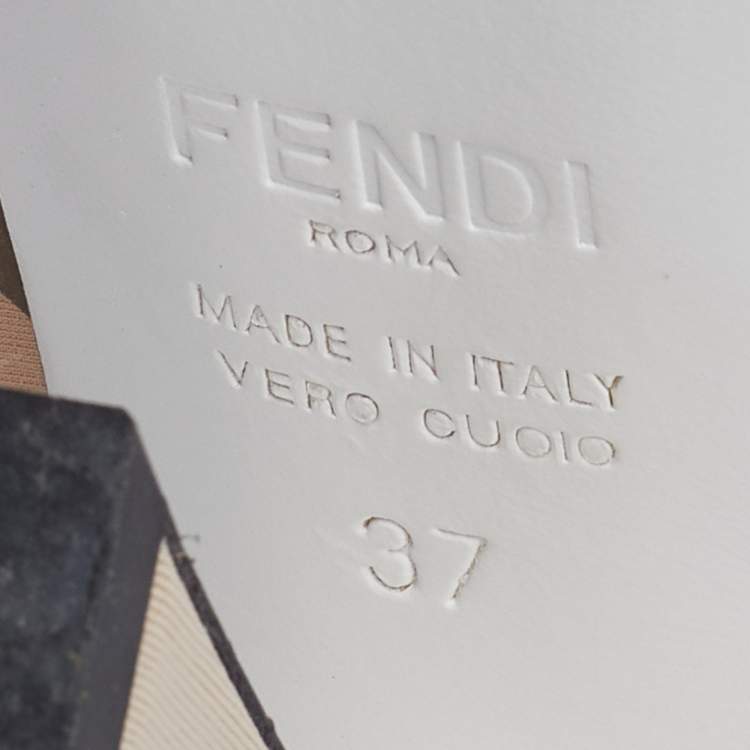 FENDI
ROMA
MADE IN ITALY
VERO CUOIO
37